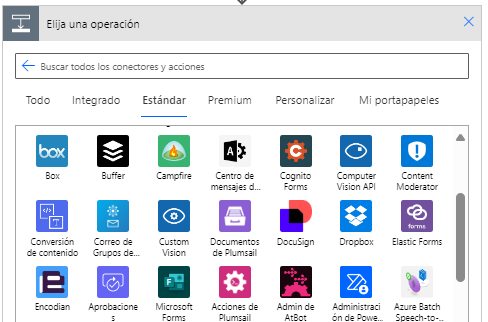 Elija una operación
Buscar todos los conectores y acciones
Todo Integrado Estándar Premium Personalizar Mi portapapeles
box
Box Buffer Campfire Centro de mensajes d... Cognito Forms Computer Vision API Content Moderator
forms
Conversión de contenido Correo de Grupos de... Custom Vision Documentos de Plumsail DocuSign Dropbox Elastic Forms
Encodian Aprobaciones Microsoft Forms Acciones de Plumsail Admin de AtBot Administración de Powe... Azure Batch Speech-to-...